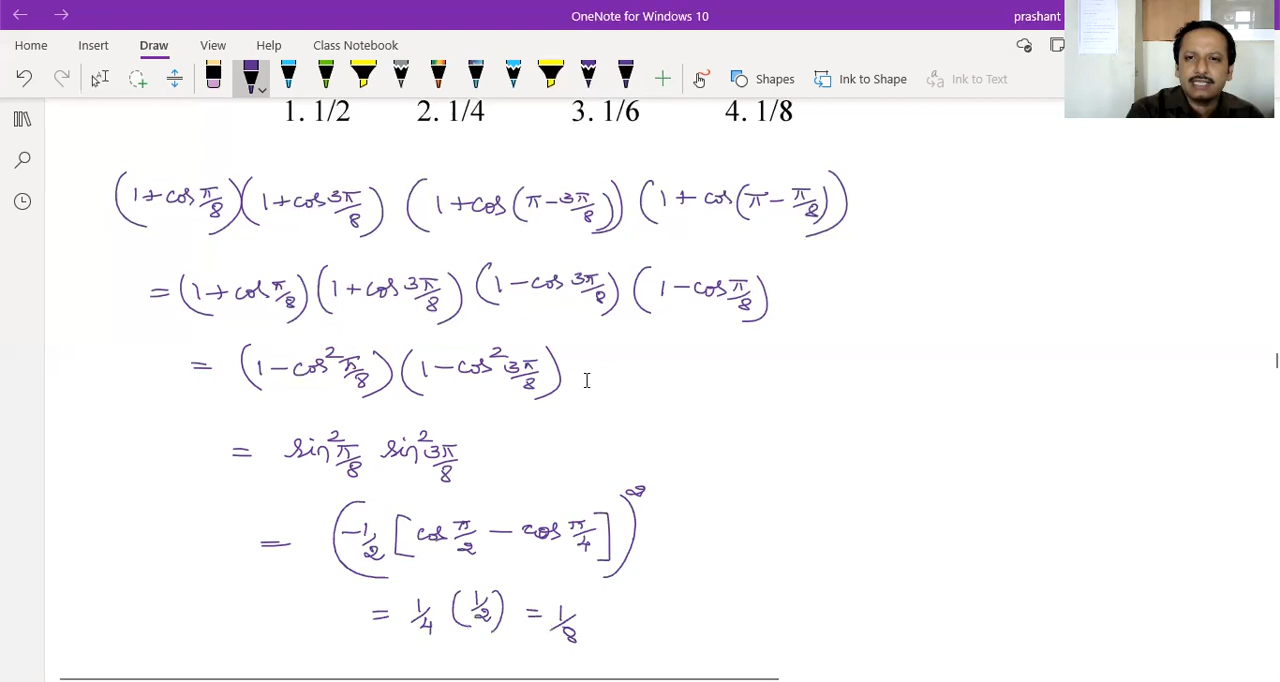 OneNote for Windows 10
prashant
Home Insert Draw View Help Class Notebook
Shapes Ink to Shape Ink to Text
1. 1/2 2. 1/4 3. 1/6 4. 1/8
(1+cos π/8)(1+cos 3π/8) (1+cos(π-3π/8)) (1+cos(π-π/8))
= (1+cos π/8) (1+cos 3π/8) (1-cos 3π/8) (1-cos π/8)
= (1-cos² π/8) (1-cos² 3π/8)
= sin² π/8 sin² 3π/8
= (-1/2 [cos π/2 - cos π/4])²
= 1/4 (1/2) = 1/8